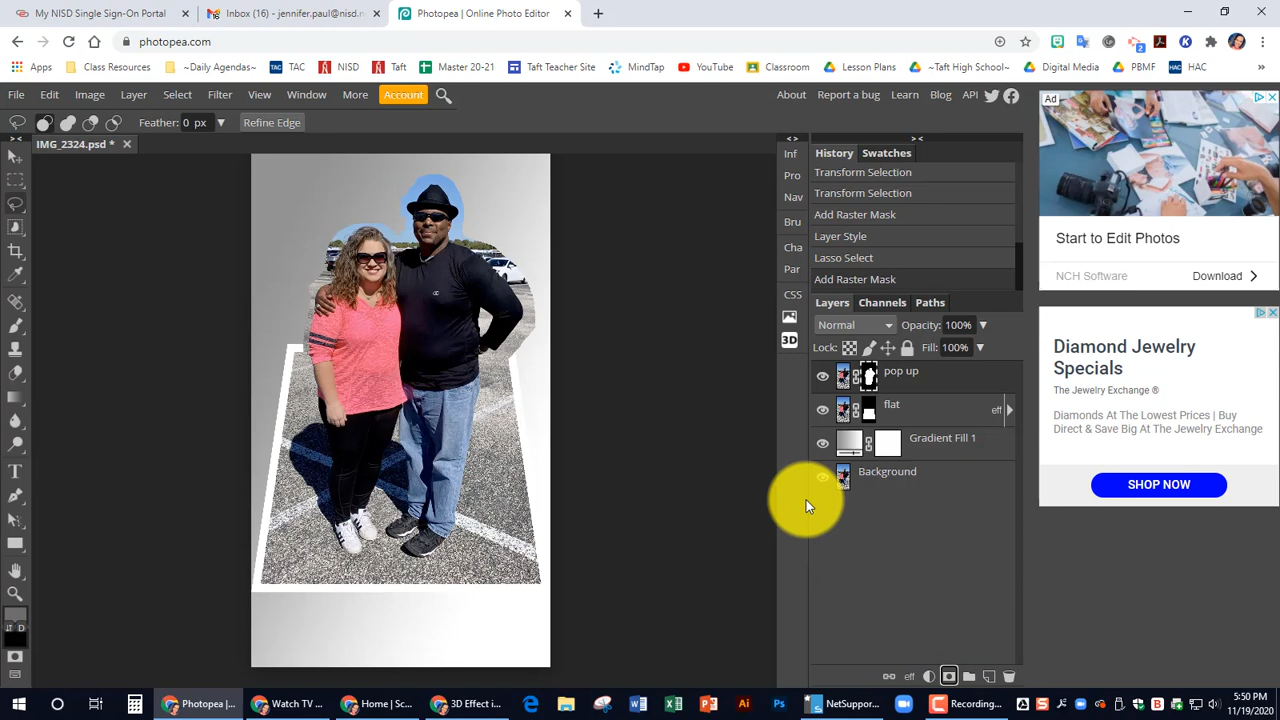 My NISD Single Sign-On Portal
Inbox (16) - jennifer.paul@nisd.n
Photopea | Online Photo Editor
photopea.com
Apps
Class Resources
~Daily Agendas~
TAC
NISD
Taft
Master 20-21
Taft Teacher Site
MindTap
YouTube
Classroom
Lesson Plans
~Taft High School~
Digital Media
PBMF
HAC
File Edit Image Layer Select Filter View Window More Account
About Report a bug Learn Blog API
Feather: 0 px
Refine Edge
IMG_2324.psd *
Inf
Pro
Nav
Bru
Cha
Par
CSS
3D
History Swatches
Transform Selection
Transform Selection
Add Raster Mask
Layer Style
Lasso Select
Add Raster Mask
Layers Channels Paths
Normal Opacity: 100%
Lock: Fill: 100%
pop up
flat eff
Gradient Fill 1
Background
eff
Ad
Start to Edit Photos
NCH Software Download
Diamond Jewelry
Specials
The Jewelry Exchange ®
Diamonds At The Lowest Prices | Buy
Direct & Save Big At The Jewelry Exchange
SHOP NOW
D
Photopea |...
Watch TV ...
Home | Sc...
3D Effect i...
NetSuppor...
Recording...
5:50 PM
11/19/2020